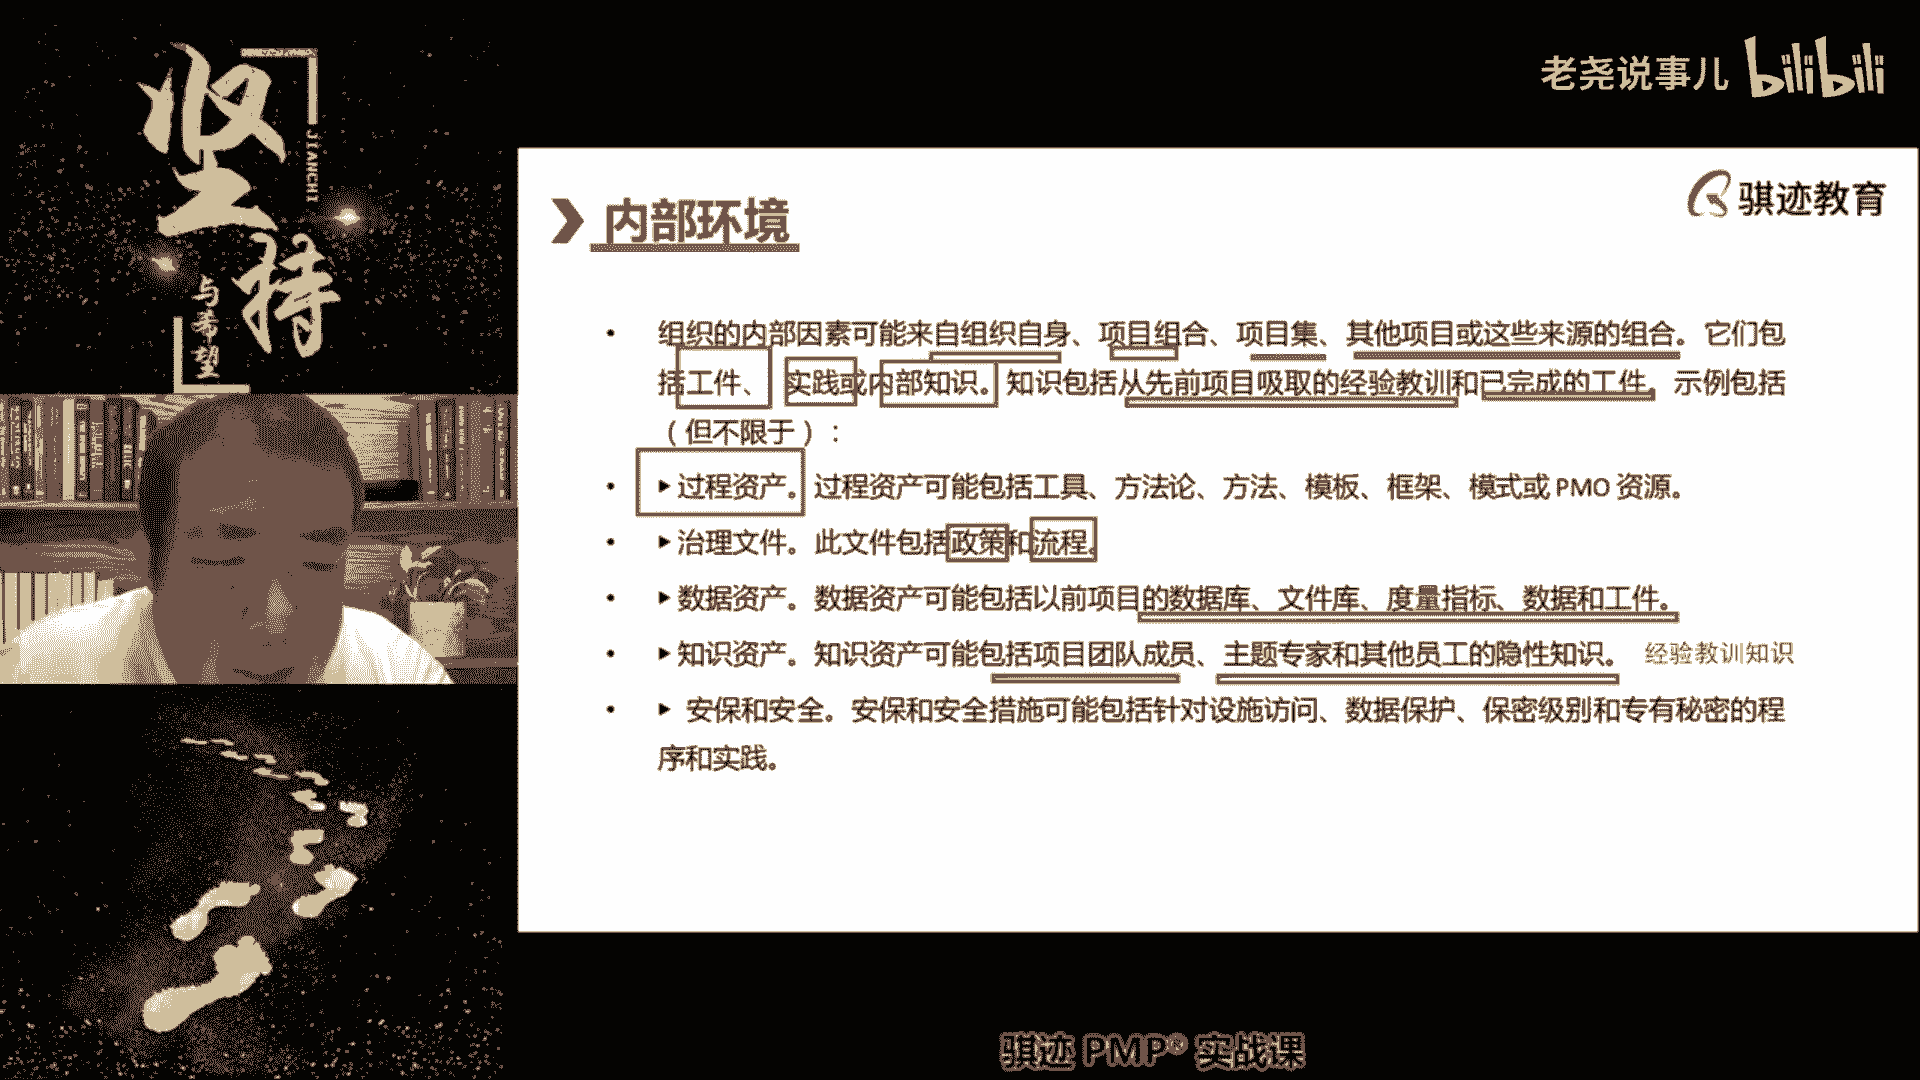 坚持
JIANCHI
与希望
老尧说事儿 bilibili
骐迹教育
内部环境
• 组织的内部因素可能来自组织自身、项目组合、项目集、其他项目或这些来源的组合。它们包
括工件、 实践或内部知识。知识包括从先前项目吸取的经验教训和已完成的工件。示例包括
（但不限于）：
• ▶过程资产。过程资产可能包括工具、方法论、方法、模板、框架、模式或 PMO 资源。
• ▶治理文件。此文件包括政策和流程。
• ▶数据资产。数据资产可能包括以前项目的数据库、文件库、度量指标、数据和工件。
• ▶知识资产。知识资产可能包括项目团队成员、主题专家和其他员工的隐性知识。 经验教训知识
• ▶ 安保和安全。安保和安全措施可能包括针对设施访问、数据保护、保密级别和专有秘密的程
序和实践。
骐迹 PMP® 实战课